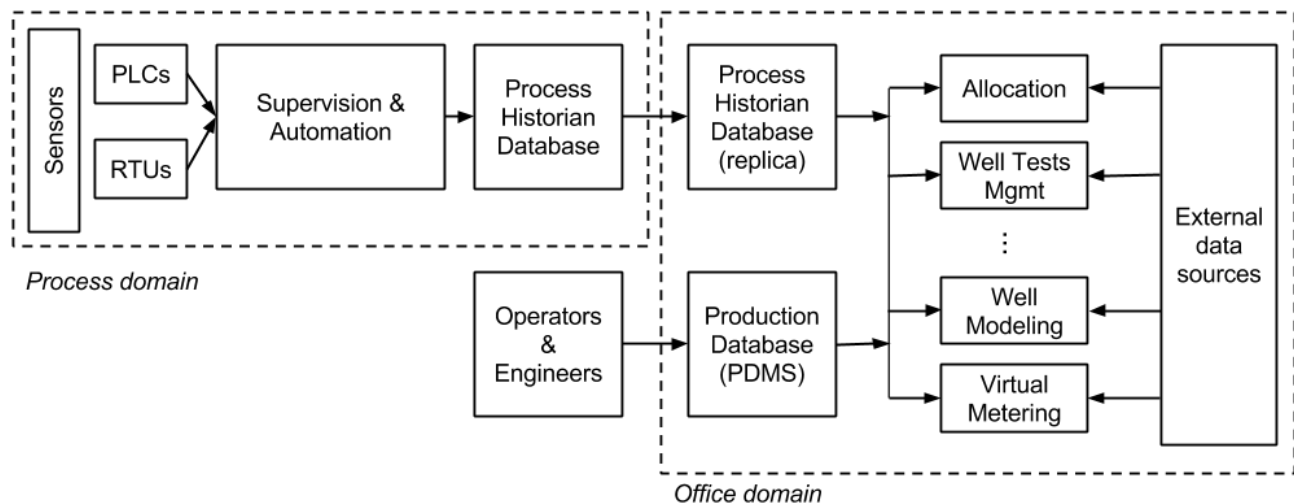 Sensors
PLCs
RTUs
Supervision &
Automation
Process
Historian
Database
Process
Historian
Database
(replica)
Allocation
Well Tests
Mgmt
⋮
Well
Modeling
Virtual
Metering
External
data
sources
Process domain
Operators
&
Engineers
Production
Database
(PDMS)
Office domain